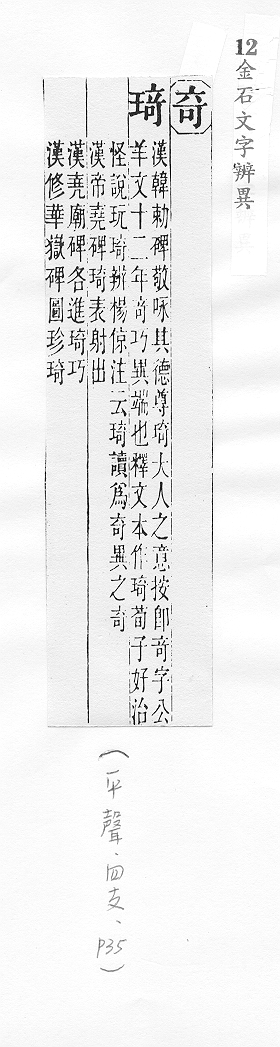 12金石文字辨異
奇
琦
漢韓勑碑敬咏其德尊琦大人之意按卽奇字公
羊文十二年奇巧異端也釋文本作琦荀子好治
怪說玩琦辭楊倞注云琦讀爲奇異之奇
漢帝堯碑琦表射出
漢堯廟碑各進琦巧
漢修華嶽碑圖珍琦
(平聲、四支、P35)